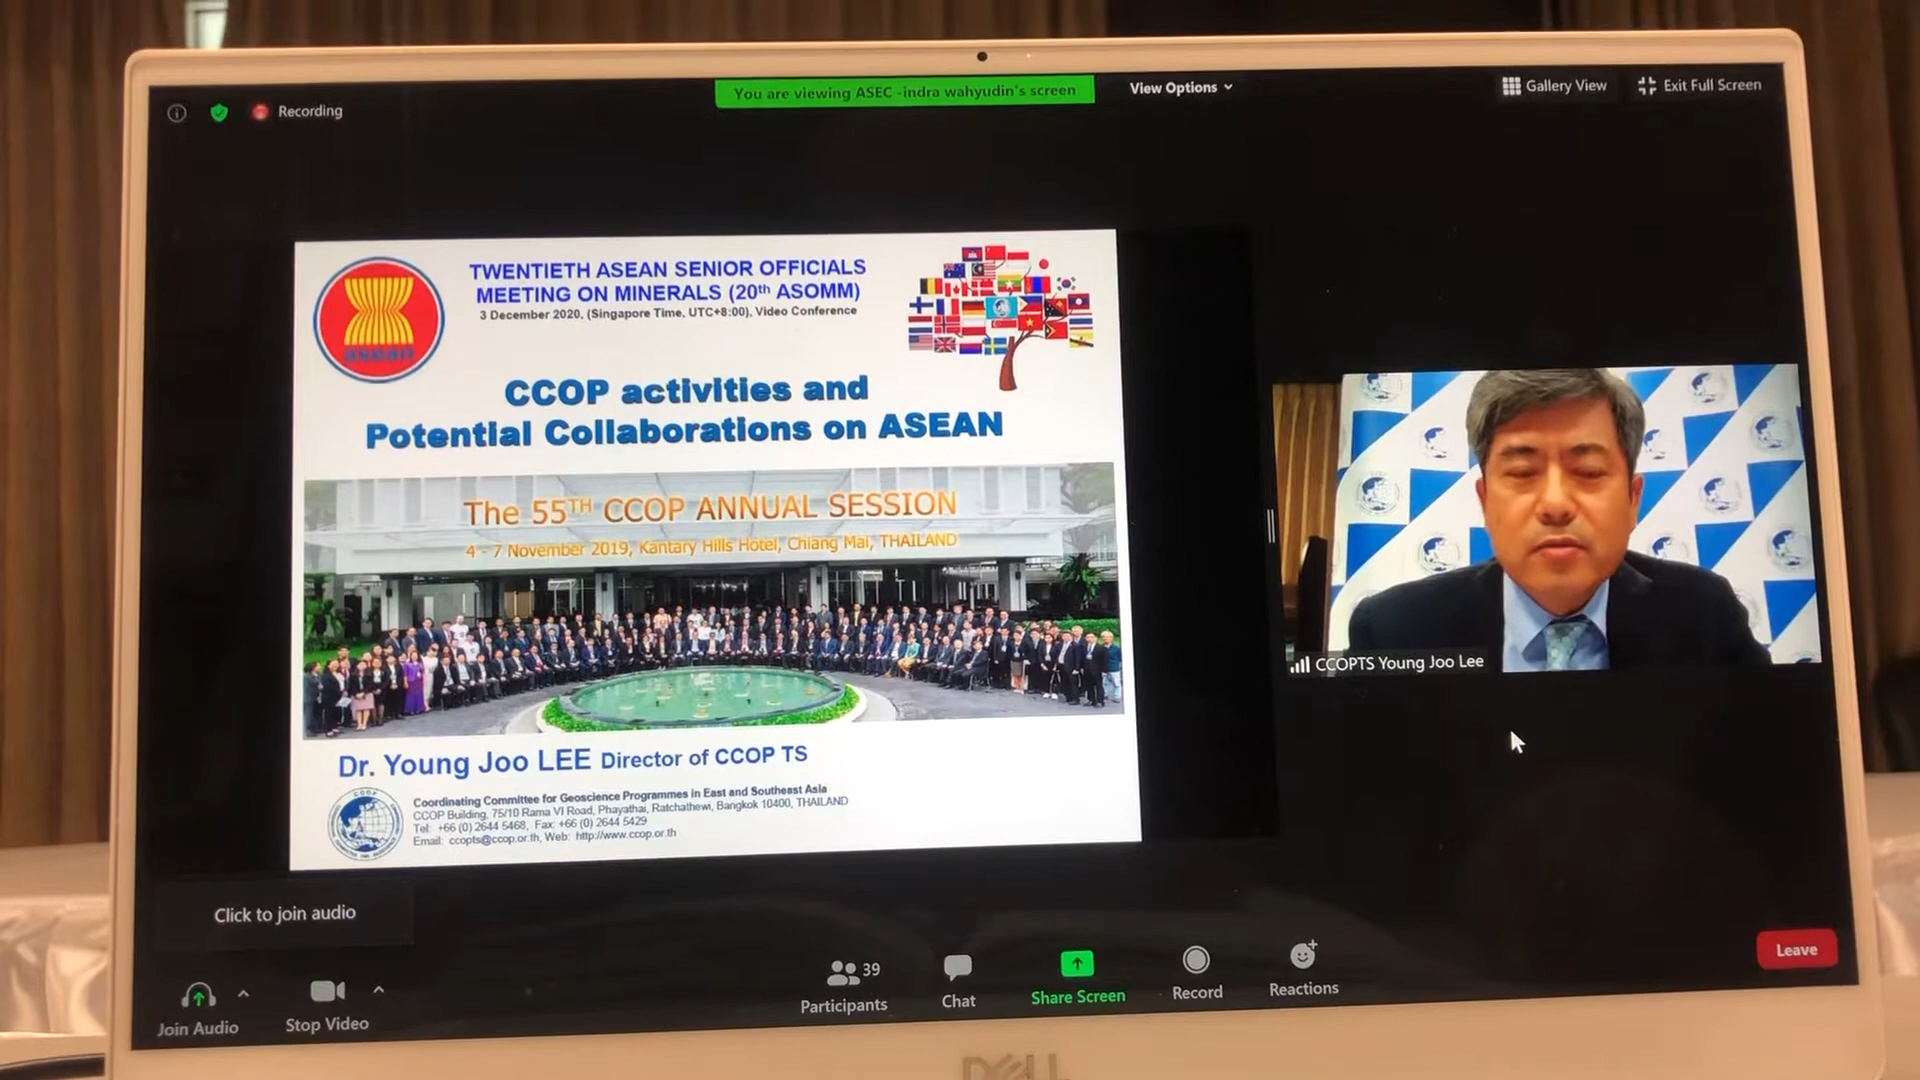 You are viewing ASEC -indra wahyudin's screen
View Options
Gallery View
Exit Full Screen
Recording
TWENTIETH ASEAN SENIOR OFFICIALS
MEETING ON MINERALS (20th ASOMM)
3 December 2020, (Singapore Time, UTC+8:00), Video Conference
asean
CCOP activities and
Potential Collaborations on ASEAN
The 55TH CCOP ANNUAL SESSION
4 - 7 November 2019, Kantary Hills Hotel, Chiang Mai, THAILAND
CCOPTS Young Joo Lee
Dr. Young Joo LEE Director of CCOP TS
Coordinating Committee for Geoscience Programmes in East and Southeast Asia
CCOP Building, 75/10 Rama VI Road, Phayathai, Ratchathewi, Bangkok 10400, THAILAND
Tel: +66 (0) 2644 5468, Fax: +66 (0) 2644 5429
Email: ccopts@ccop.or.th, Web: http://www.ccop.or.th
CCOP
Click to join audio
Join Audio
Stop Video
39
Participants
Chat
Share Screen
Record
Reactions
Leave
DELL